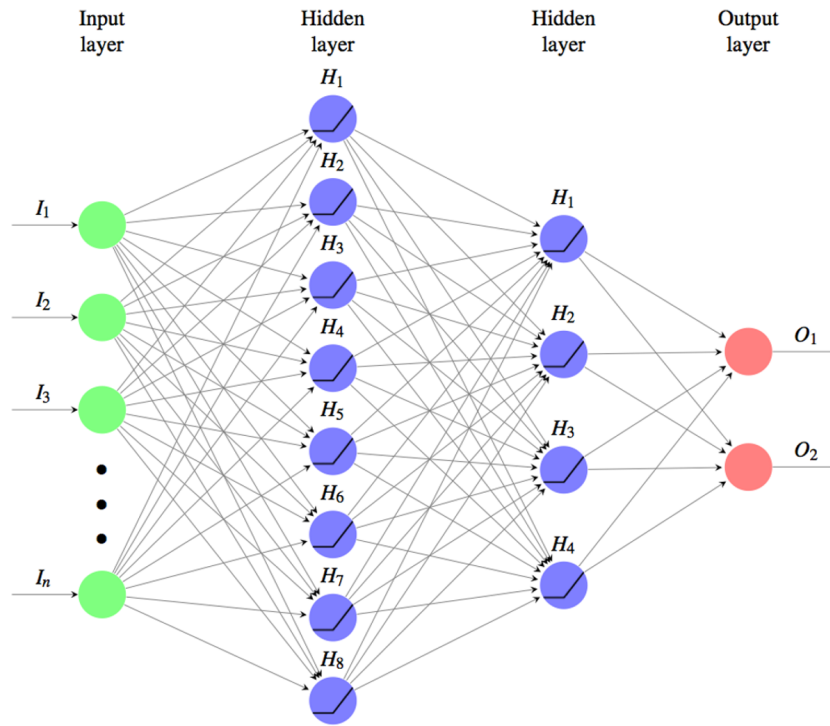 Input layer
Hidden layer
Hidden layer
Output layer
I₁
I₂
I₃
Iₙ
H₁
H₂
H₃
H₄
H₅
H₆
H₇
H₈
H₁
H₂
H₃
H₄
O₁
O₂